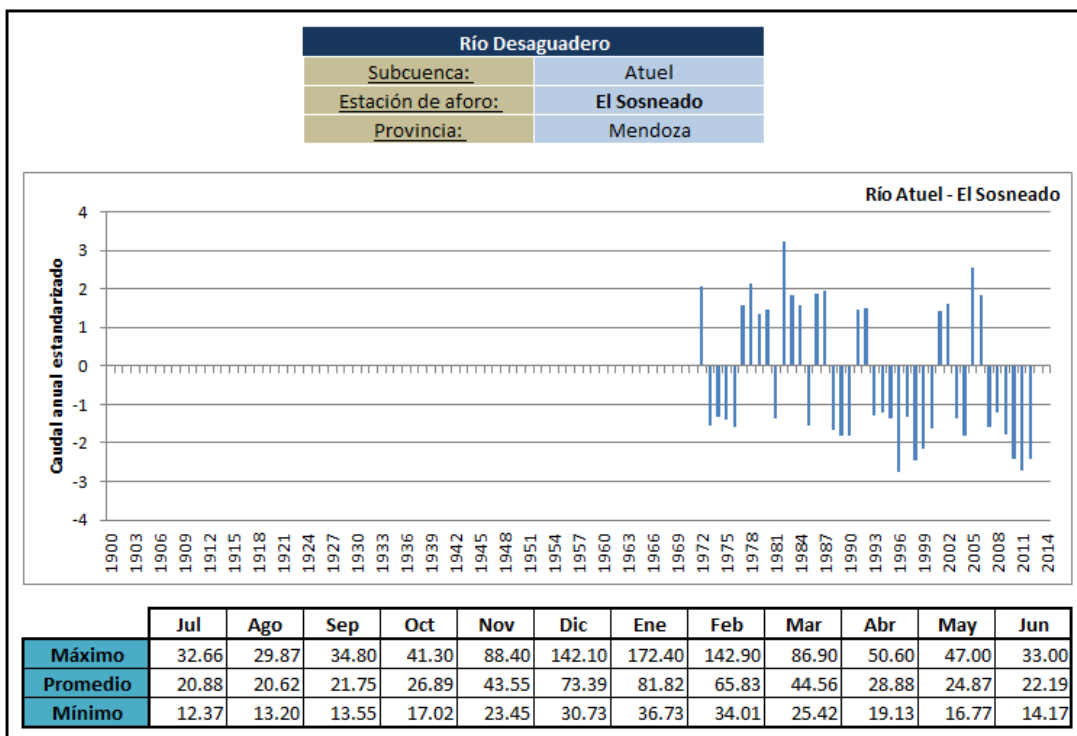 Río Desaguadero
Subcuenca: Atuel
Estación de aforo: El Sosneado
Provincia: Mendoza
Río Atuel - El Sosneado
Caudal anual estandarizado
4
3
2
1
0
-1
-2
-3
-4
1900 1903 1906 1909 1912 1915 1918 1921 1924 1927 1930 1933 1936 1939 1942 1945 1948 1951 1954 1957 1960 1963 1966 1969 1972 1975 1978 1981 1984 1987 1990 1993 1996 1999 2002 2005 2008 2011 2014
Jul Ago Sep Oct Nov Dic Ene Feb Mar Abr May Jun
Máximo 32.66 29.87 34.80 41.30 88.40 142.10 172.40 142.90 86.90 50.60 47.00 33.00
Promedio 20.88 20.62 21.75 26.89 43.55 73.39 81.82 65.83 44.56 28.88 24.87 22.19
Mínimo 12.37 13.20 13.55 17.02 23.45 30.73 36.73 34.01 25.42 19.13 16.77 14.17